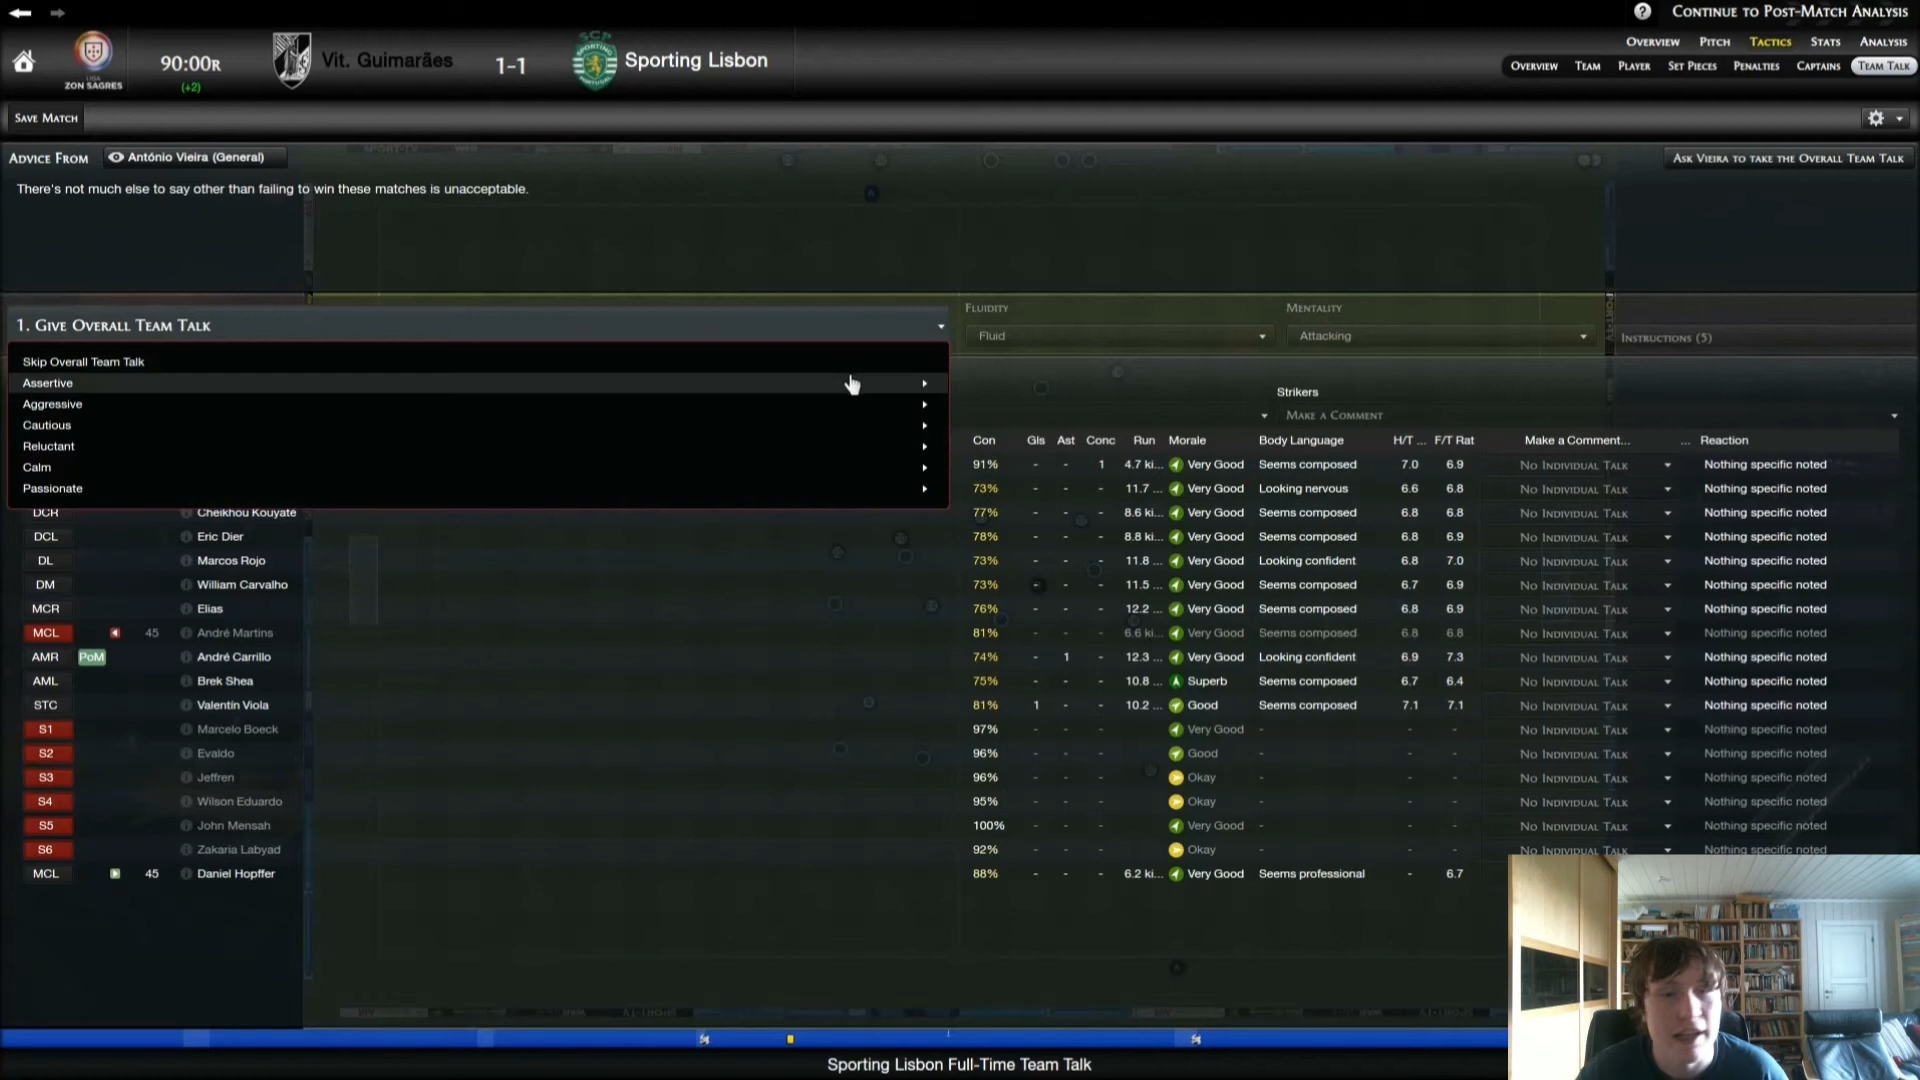 ? Continue to Post-Match Analysis
LIGA ZON SAGRES
90:00R
(+2)
Vit. Guimarães
1-1
SCP
Sporting Lisbon
Overview Pitch Tactics Stats Analysis
Overview Team Player Set Pieces Penalties Captains Team Talk
Save Match
Advice From António Vieira (General) Ask Vieira to take the Overall Team Talk
There's not much else to say other than failing to win these matches is unacceptable.
1. Give Overall Team Talk
Fluidity Mentality
Fluid Attacking Instructions (5)
Skip Overall Team Talk
Assertive
Aggressive
Cautious
Reluctant
Calm
Passionate
Strikers
Make a Comment
Con Gls Ast Conc Run Morale Body Language H/T ... F/T Rat Make a Comment... ... Reaction
91% - - 1 4.7 ki... Very Good Seems composed 7.0 6.9 No Individual Talk Nothing specific noted
73% - - - 11.7 ... Very Good Looking nervous 6.6 6.8 No Individual Talk Nothing specific noted
DCR Cheikhou Kouyaté 77% - - - 8.6 ki... Very Good Seems composed 6.8 6.8 No Individual Talk Nothing specific noted
DCL Eric Dier 78% - - - 8.8 ki... Very Good Seems composed 6.8 6.9 No Individual Talk Nothing specific noted
DL Marcos Rojo 73% - - - 11.8 ... Very Good Looking confident 6.8 7.0 No Individual Talk Nothing specific noted
DM William Carvalho 73% - - - 11.5 ... Very Good Seems composed 6.7 6.9 No Individual Talk Nothing specific noted
MCR Elias 76% - - - 12.2 ... Very Good Seems composed 6.8 6.9 No Individual Talk Nothing specific noted
MCL 45 André Martins 81% - - - 6.6 ki... Very Good Seems composed 6.8 6.8 No Individual Talk Nothing specific noted
AMR PoM André Carrillo 74% - 1 - 12.3 ... Very Good Looking confident 6.9 7.3 No Individual Talk Nothing specific noted
AML Brek Shea 75% - - - 10.8 ... Superb Seems composed 6.7 6.4 No Individual Talk Nothing specific noted
STC Valentín Viola 81% 1 - - 10.2 ... Good Seems composed 7.1 7.1 No Individual Talk Nothing specific noted
S1 Marcelo Boeck 97% - - - Very Good - - - No Individual Talk Nothing specific noted
S2 Evaldo 96% - - - Good - - - No Individual Talk Nothing specific noted
S3 Jeffren 96% - - - Okay - - - No Individual Talk Nothing specific noted
S4 Wilson Eduardo 95% - - - Okay - - - No Individual Talk Nothing specific noted
S5 John Mensah 100% - - - Very Good - - - No Individual Talk Nothing specific noted
S6 Zakaria Labyad 92% - - - Okay - - - No Individual Talk Nothing specific noted
MCL 45 Daniel Hopffer 88% - - - 6.2 ki... Very Good Seems professional - 6.7
Sporting Lisbon Full-Time Team Talk